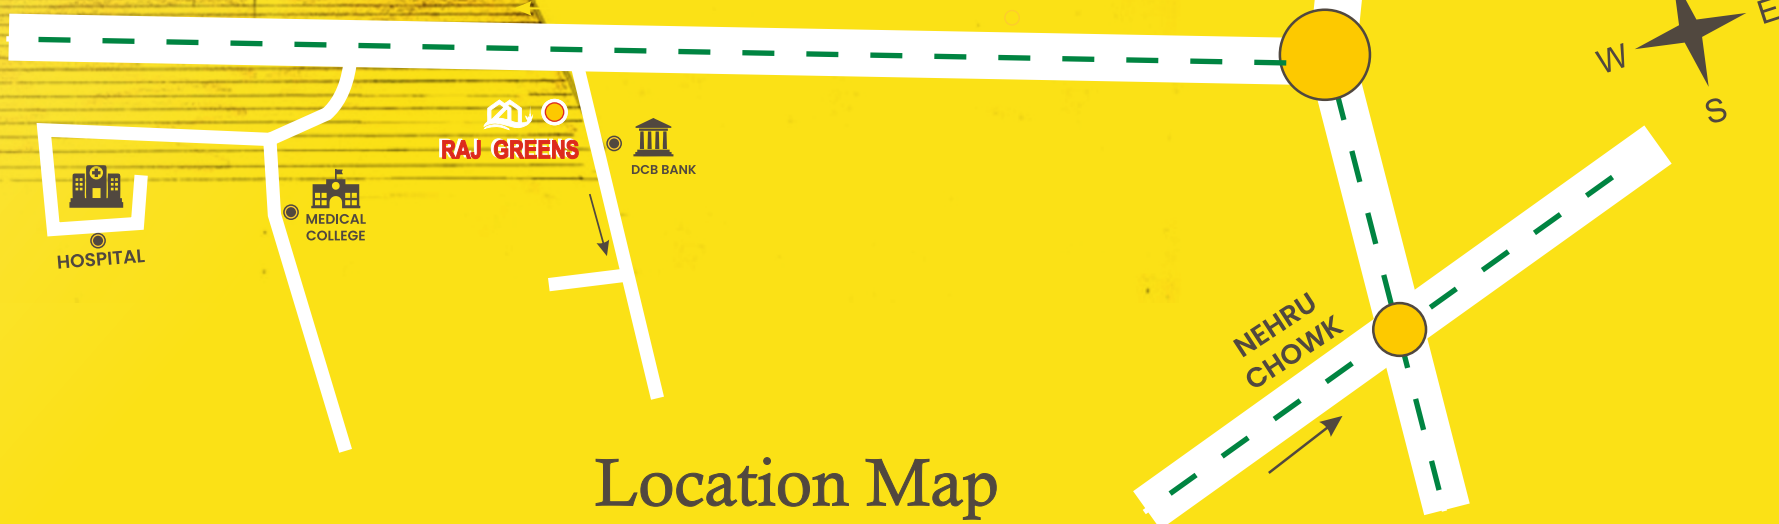 E
W
S
RAJ GREENS
DCB BANK
MEDICAL
COLLEGE
HOSPITAL
NEHRU
CHOWK
Location Map